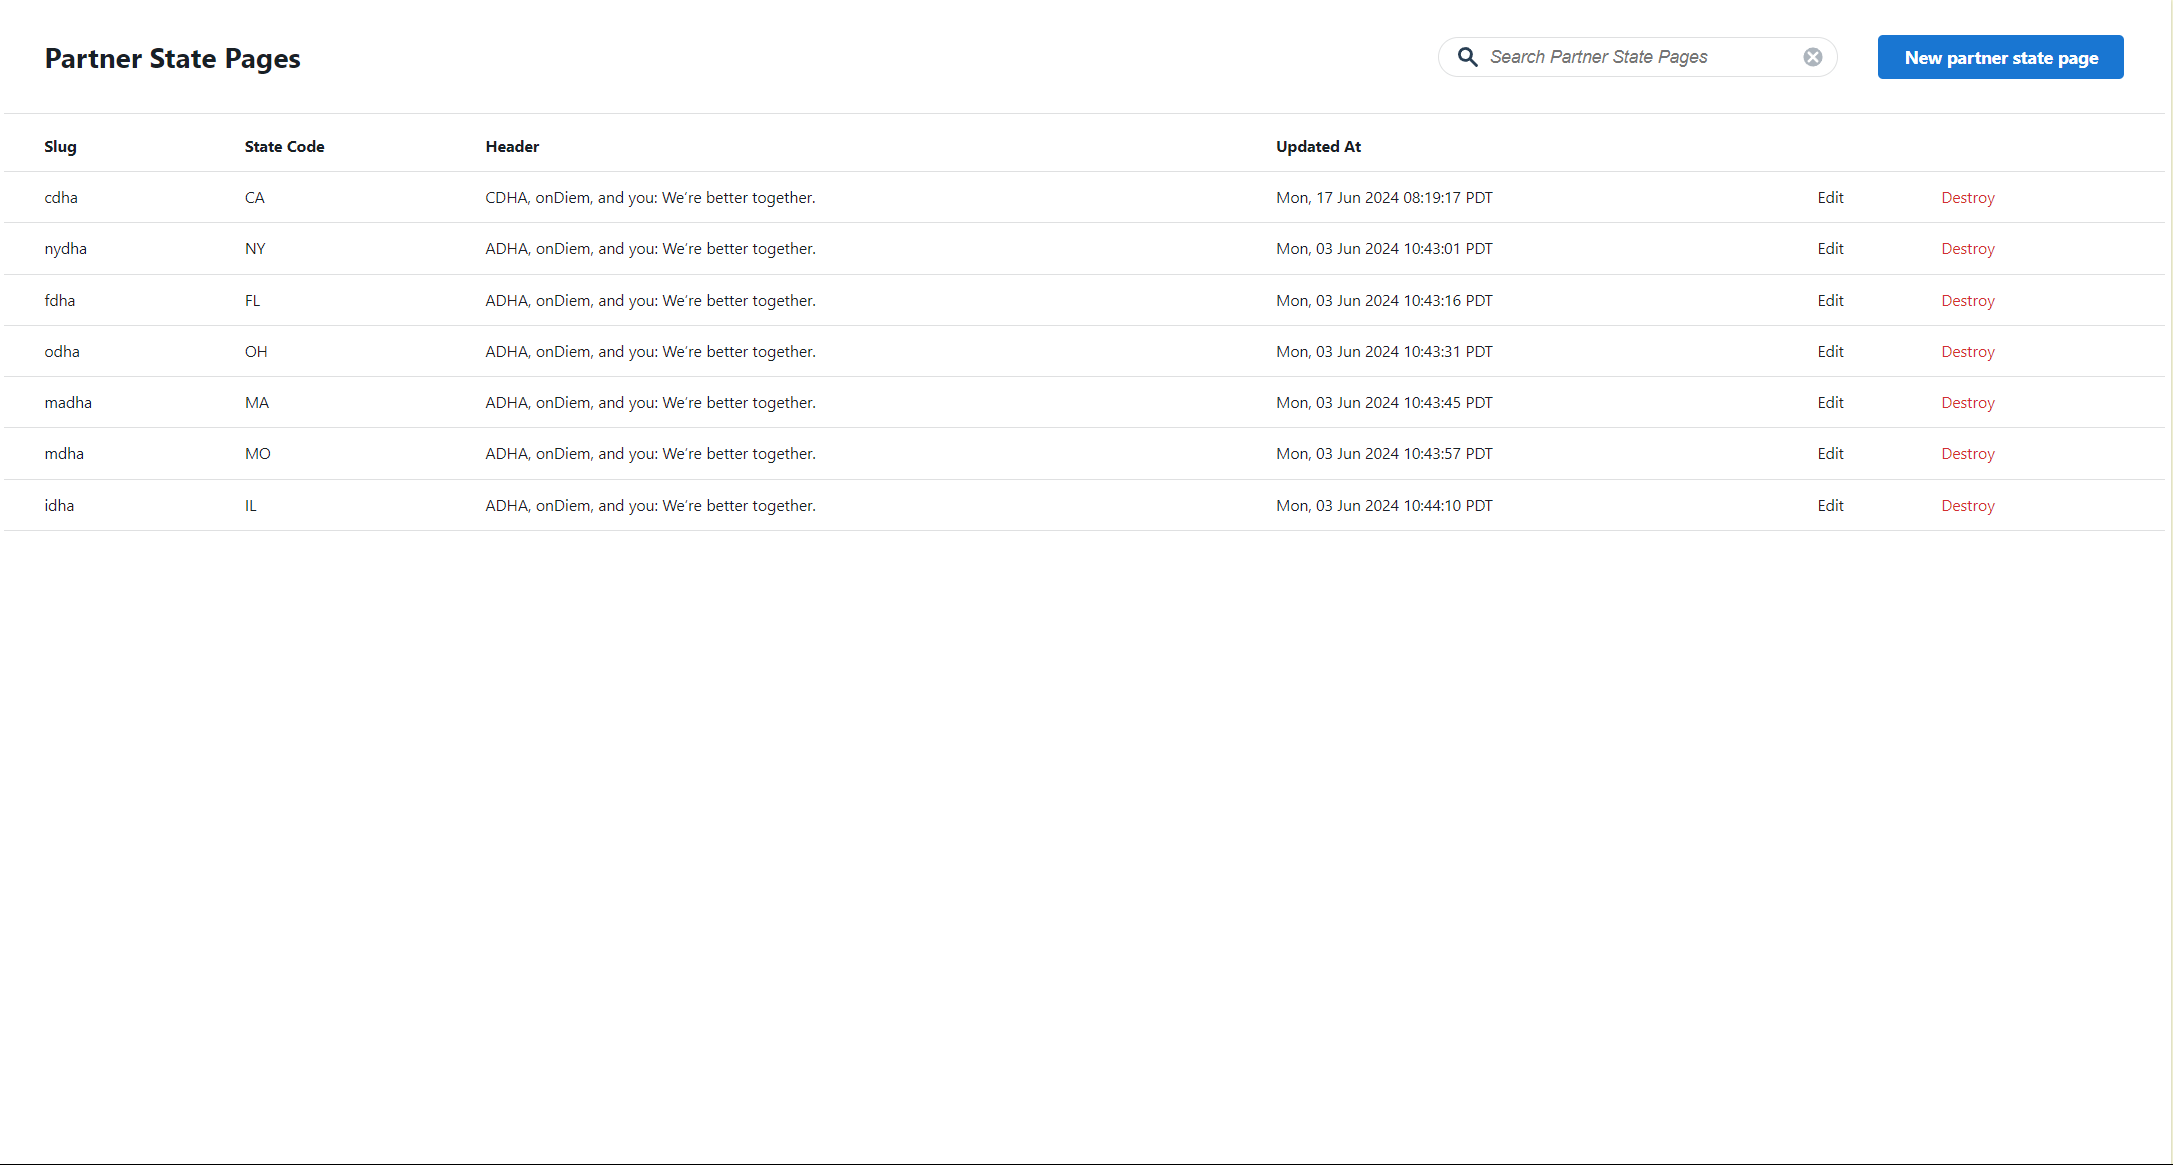 Partner State Pages
Search Partner State Pages
New partner state page
Slug State Code Header Updated At
cdha CA CDHA, onDiem, and you: We’re better together. Mon, 17 Jun 2024 08:19:17 PDT Edit Destroy
nydha NY ADHA, onDiem, and you: We’re better together. Mon, 03 Jun 2024 10:43:01 PDT Edit Destroy
fdha FL ADHA, onDiem, and you: We’re better together. Mon, 03 Jun 2024 10:43:16 PDT Edit Destroy
odha OH ADHA, onDiem, and you: We’re better together. Mon, 03 Jun 2024 10:43:31 PDT Edit Destroy
madha MA ADHA, onDiem, and you: We’re better together. Mon, 03 Jun 2024 10:43:45 PDT Edit Destroy
mdha MO ADHA, onDiem, and you: We’re better together. Mon, 03 Jun 2024 10:43:57 PDT Edit Destroy
idha IL ADHA, onDiem, and you: We’re better together. Mon, 03 Jun 2024 10:44:10 PDT Edit Destroy